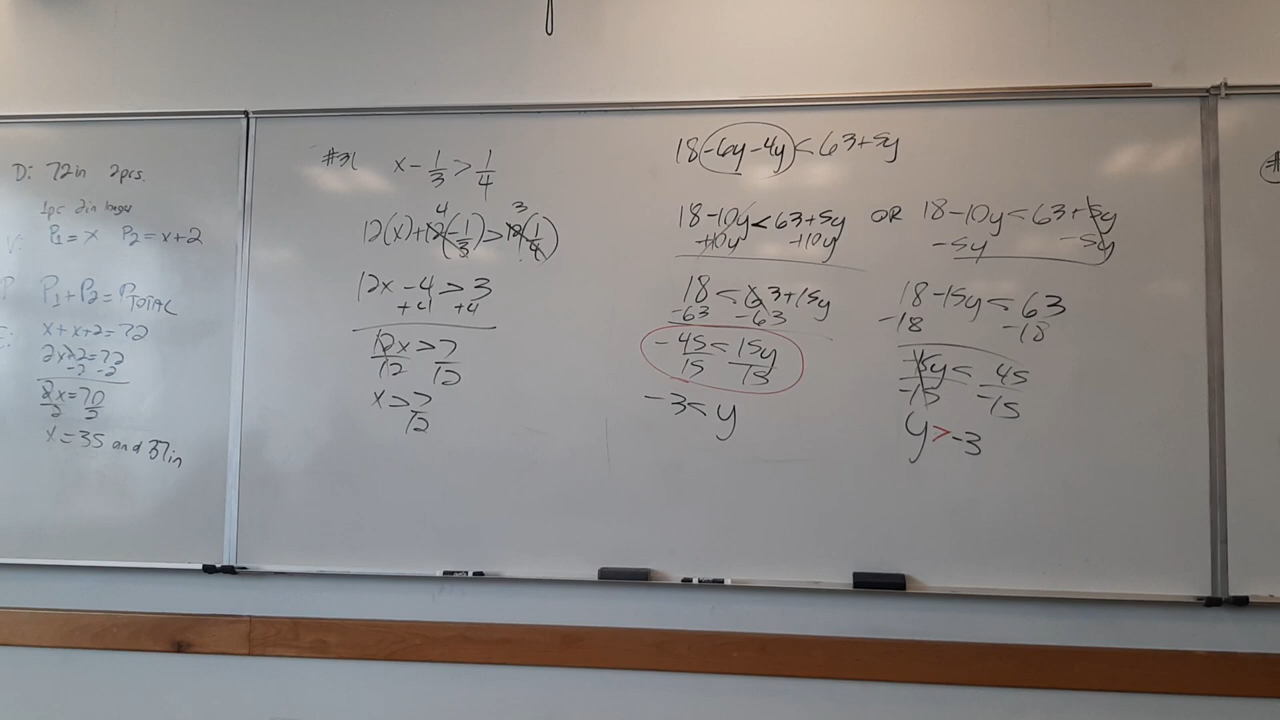 D: 72in 2pcs.
1pc 2in longer
V: P₁=x P₂=x+2
P P₁+P₂=P TOTAL
E: x+x+2=72
2x+2=72
-2 -2
2x=70
2 2
x=35 and 37in
#31 x-1/3>1/4
4 3
12(x)+12(-1/3)>12(1/4)
12x-4>3
+4 +4
12x>7
12 12
x>7/12
18-6y-4y<63+5y
18-10y<63+5y OR 18-10y<63+5y
+10y +10y
18<63+15y
-63 -63
-45<15y
15 15
-3<y
-5y -5y
18-15y<63
-18 -18
-15y<45
-15 -15
y>-3
#